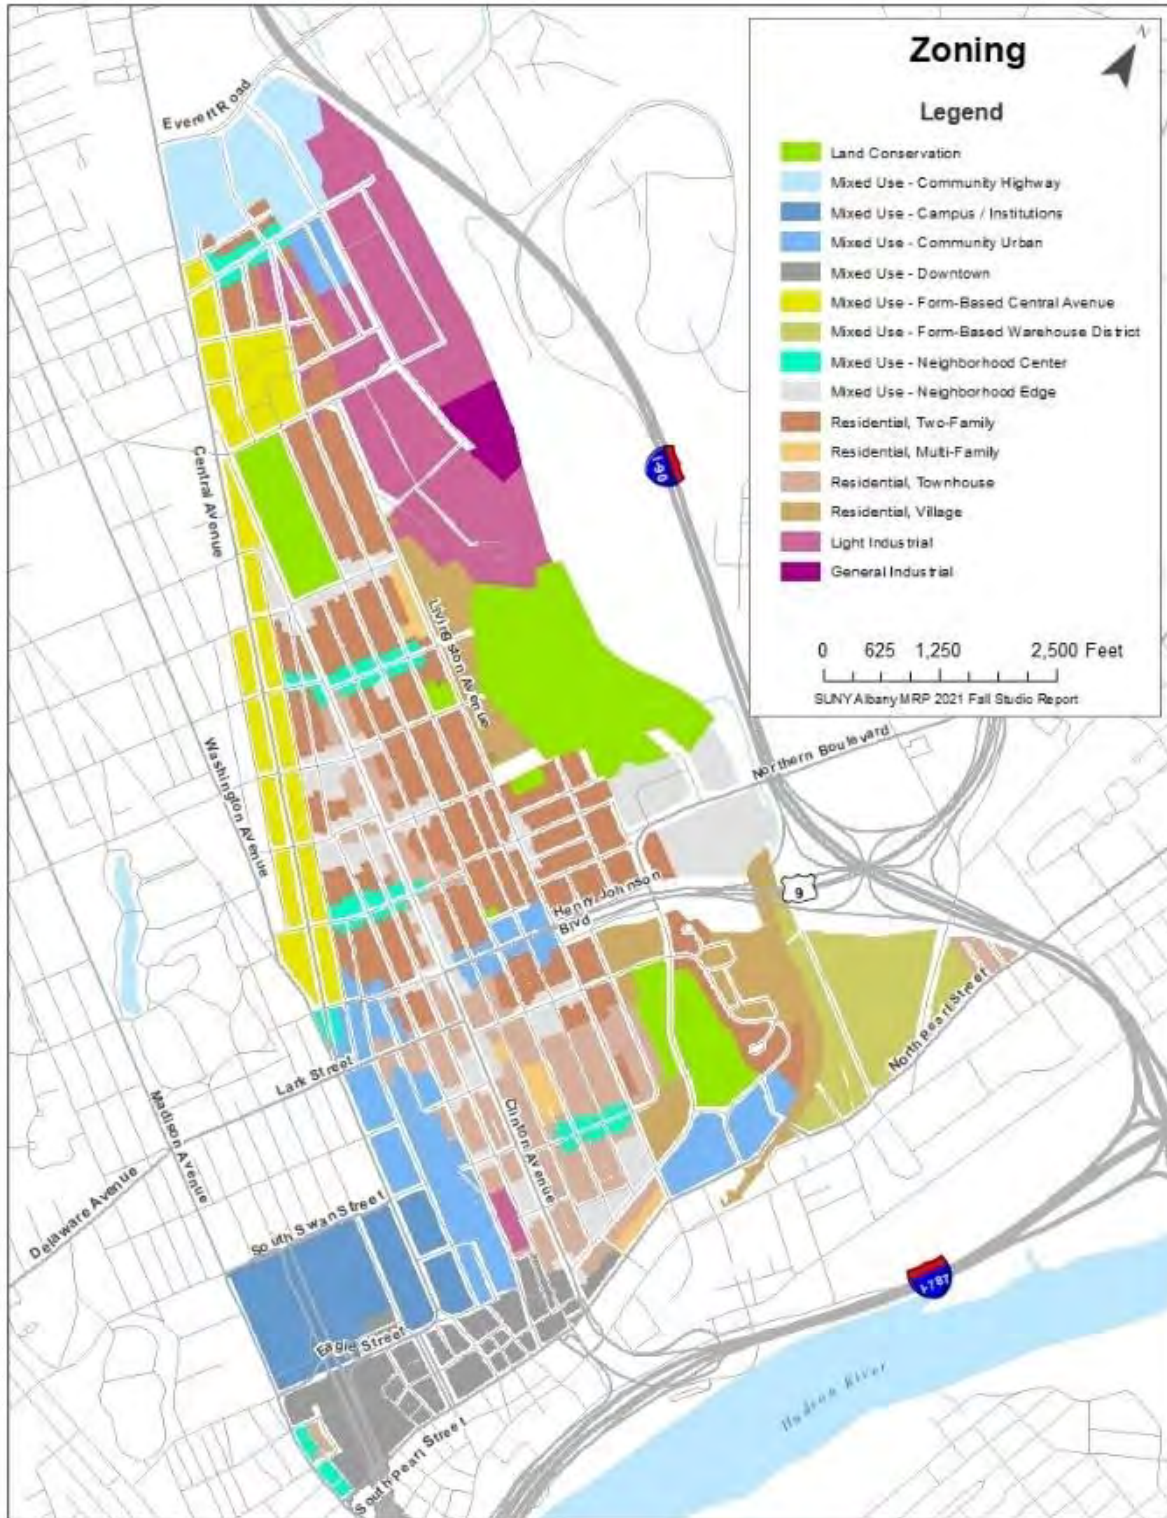 Zoning
N
Legend
Land Conservation
Mixed Use - Community Highway
Mixed Use - Campus / Institutions
Mixed Use - Community Urban
Mixed Use - Downtown
Mixed Use - Form-Based Central Avenue
Mixed Use - Form-Based Warehouse District
Mixed Use - Neighborhood Center
Mixed Use - Neighborhood Edge
Residential, Two-Family
Residential, Multi-Family
Residential, Townhouse
Residential, Village
Light Industrial
General Industrial
0 625 1,250 2,500 Feet
SUNY Albany MRP 2021 Fall Studio Report
Everett Road
Central Avenue
I-90
Livingston Avenue
Washington Avenue
Northern Boulevard
9
Henry Johnson
Blvd
North Pearl Street
Lark Street
Madison Avenue
Clinton Avenue
Delaware Avenue
South Swan Street
I-787
Eagle Street
Hudson River
South Pearl Street